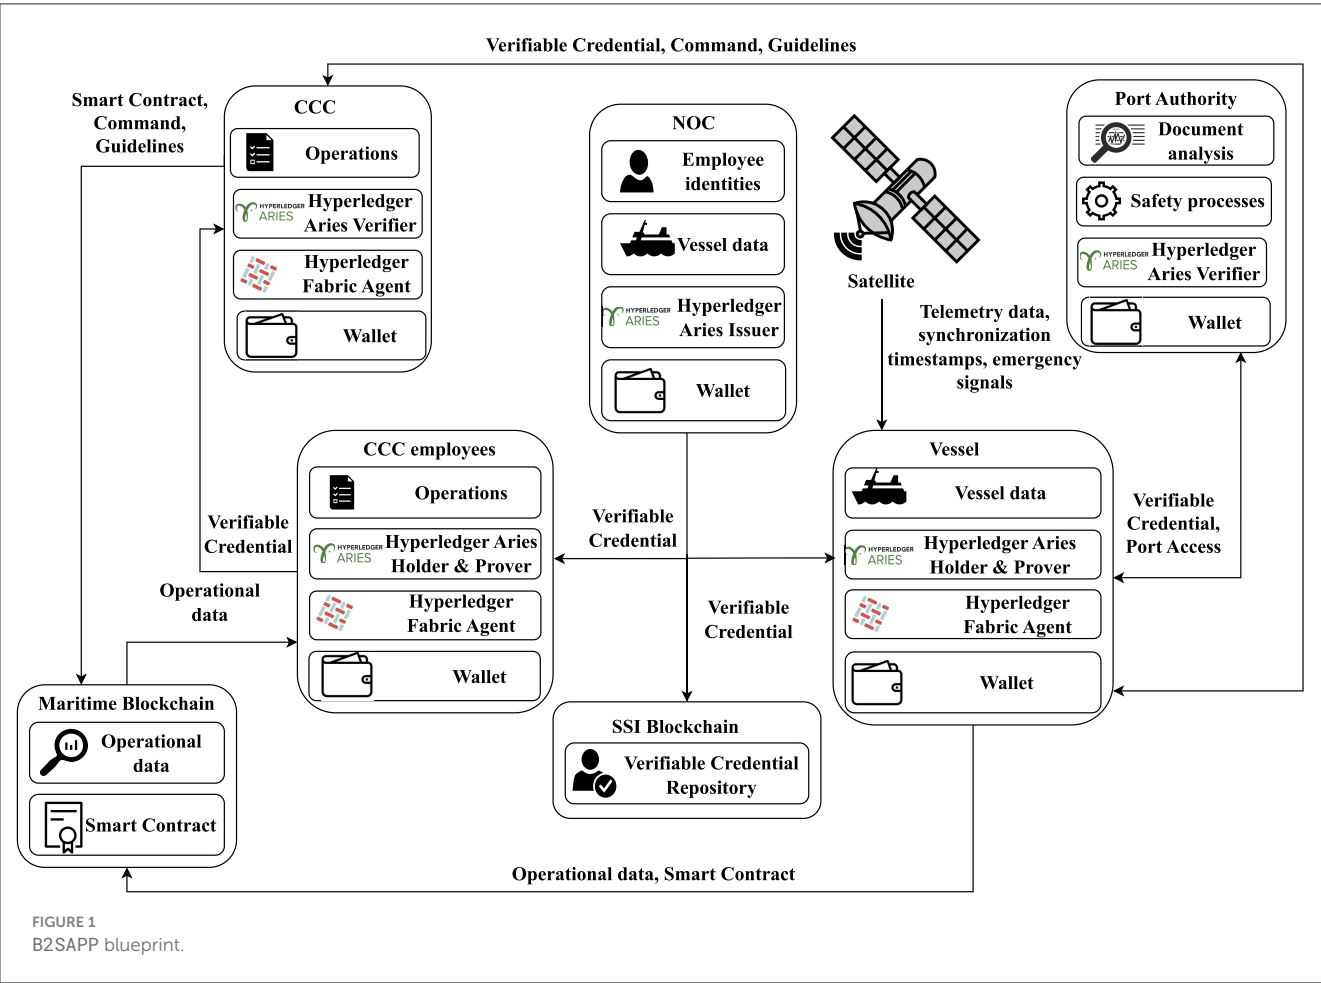 Verifiable Credential, Command, Guidelines
Smart Contract,
Command,
Guidelines
CCC
Operations
HYPERLEDGER
ARIES
Hyperledger
Aries Verifier
Hyperledger
Fabric Agent
Wallet
NOC
Employee
identities
Vessel data
HYPERLEDGER
ARIES
Hyperledger
Aries Issuer
Wallet
Satellite
Telemetry data,
synchronization
timestamps, emergency
signals
Port Authority
Document
analysis
Safety processes
HYPERLEDGER
ARIES
Hyperledger
Aries Verifier
Wallet
CCC employees
Operations
HYPERLEDGER
ARIES
Hyperledger Aries
Holder & Prover
Hyperledger
Fabric Agent
Wallet
Verifiable
Credential
Operational
data
Verifiable
Credential
Verifiable
Credential
Vessel
Vessel data
HYPERLEDGER
ARIES
Hyperledger Aries
Holder & Prover
Hyperledger
Fabric Agent
Wallet
Verifiable
Credential,
Port Access
Maritime Blockchain
Operational
data
Smart Contract
SSI Blockchain
Verifiable Credential
Repository
Operational data, Smart Contract
FIGURE 1
B2SAPP blueprint.